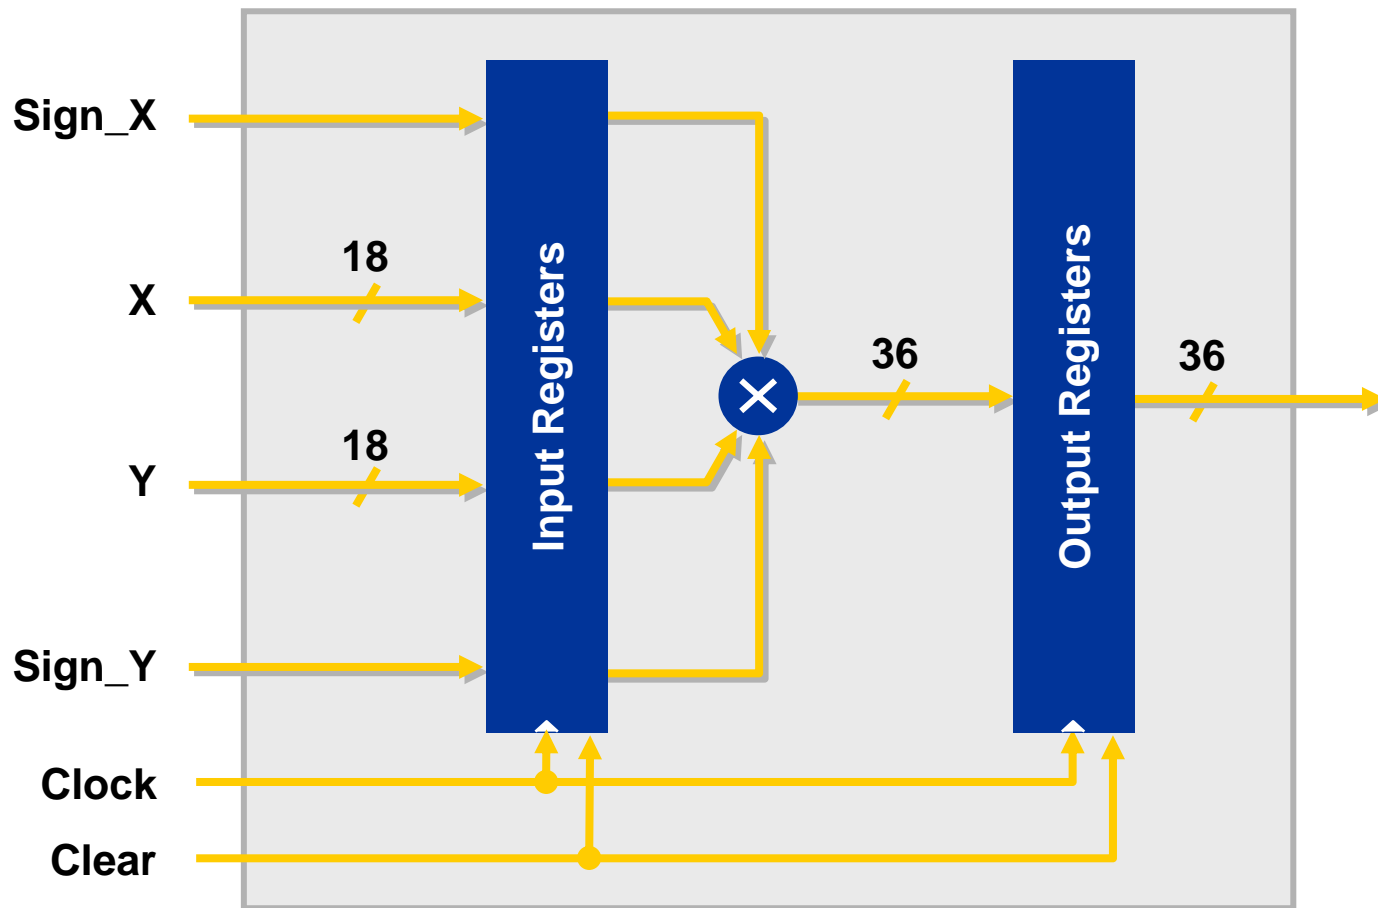 Sign_X
18
X
36
36
18
Y
Input Registers
Output Registers
Sign_Y
Clock
Clear